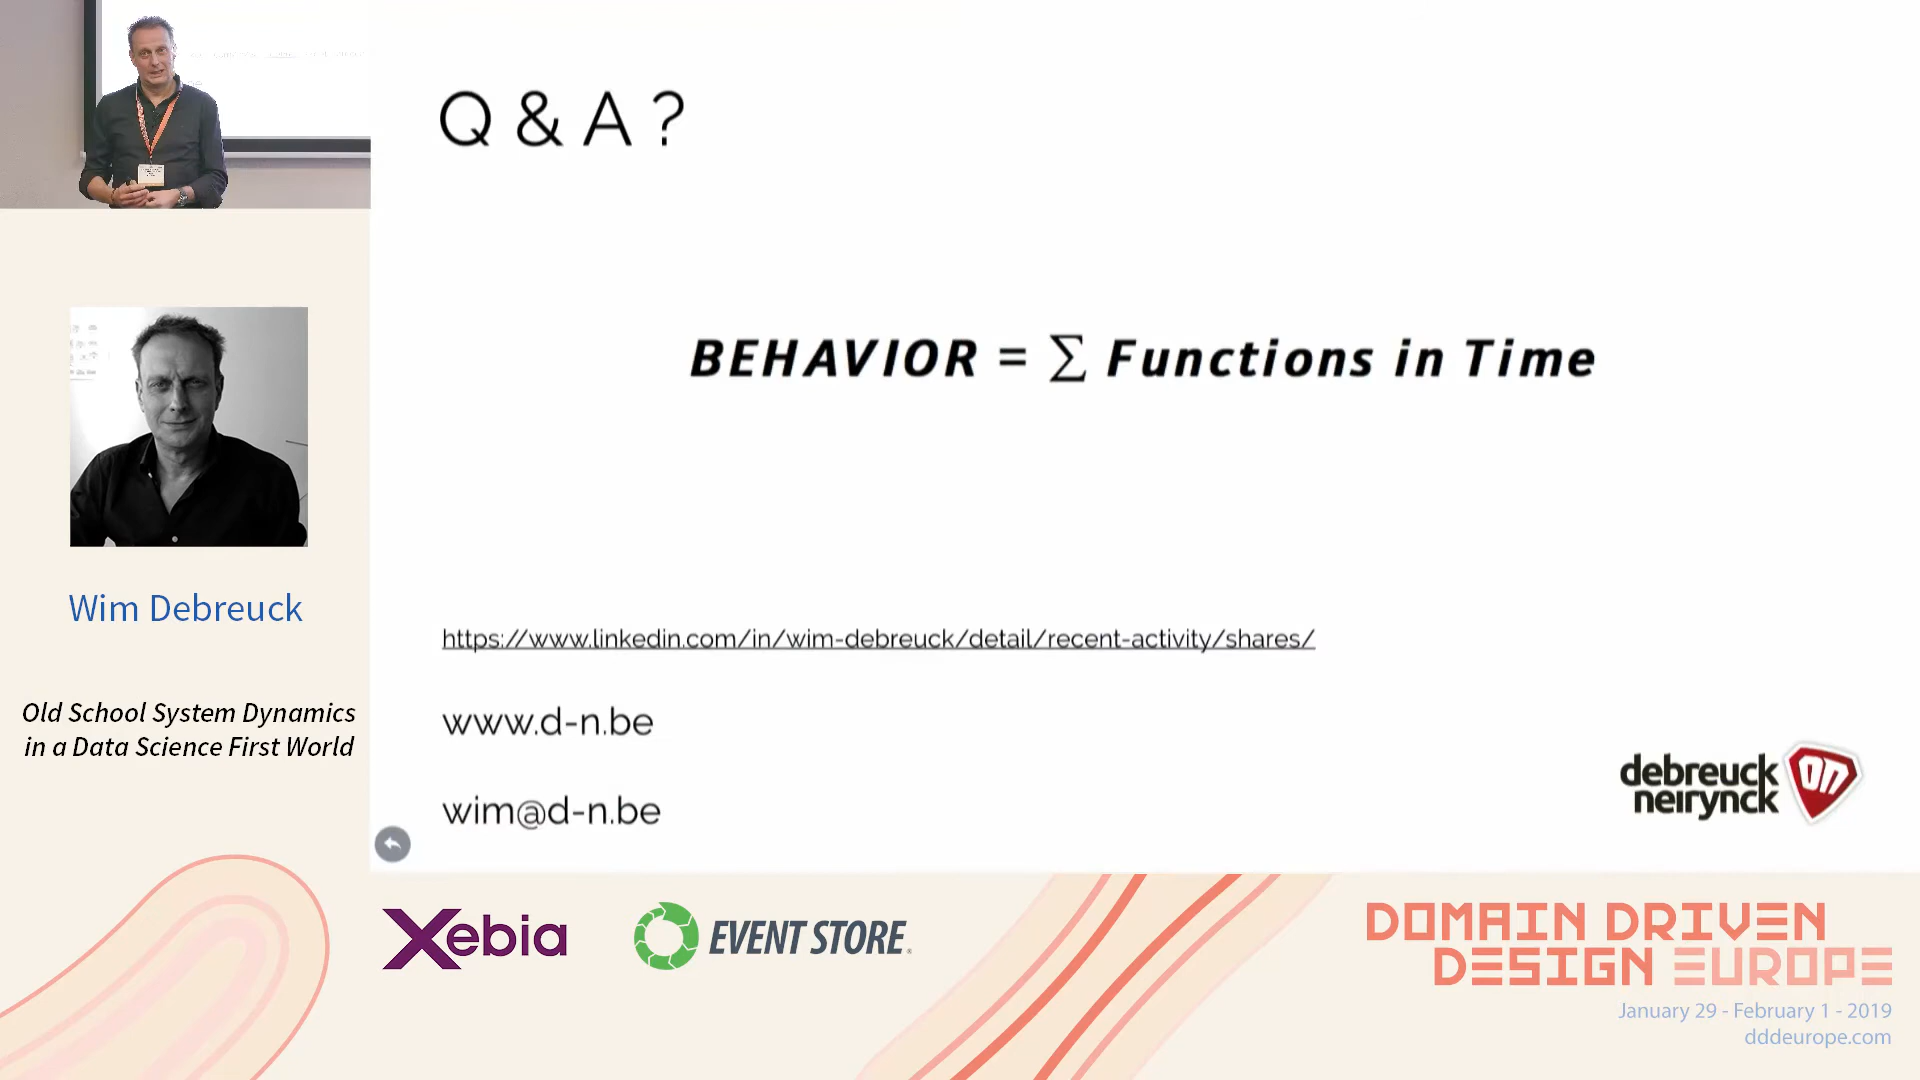 Q & A ?
BEHAVIOR = ∑ Functions in Time
https://www.linkedin.com/in/wim-debreuck/detail/recent-activity/shares/
www.d-n.be
wim@d-n.be
debreuck
neirynck
Wim Debreuck
Old School System Dynamics
in a Data Science First World
Xebia
EVENT STORE
DOMAIN DRIVEN
DESIGN EUROPE
January 29 - February 1 - 2019
dddeurope.com